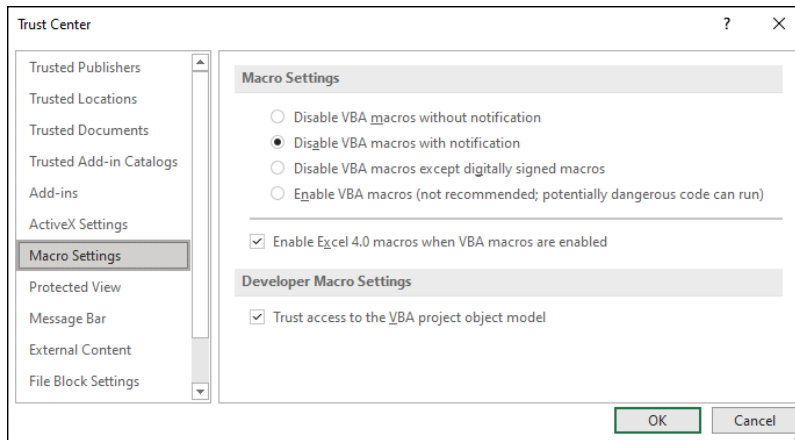 Trust Center
?
Trusted Publishers
Trusted Locations
Trusted Documents
Trusted Add-in Catalogs
Add-ins
ActiveX Settings
Macro Settings
Protected View
Message Bar
External Content
File Block Settings
Macro Settings
Disable VBA macros without notification
Disable VBA macros with notification
Disable VBA macros except digitally signed macros
Enable VBA macros (not recommended; potentially dangerous code can run)
Enable Excel 4.0 macros when VBA macros are enabled
Developer Macro Settings
Trust access to the VBA project object model
OK
Cancel